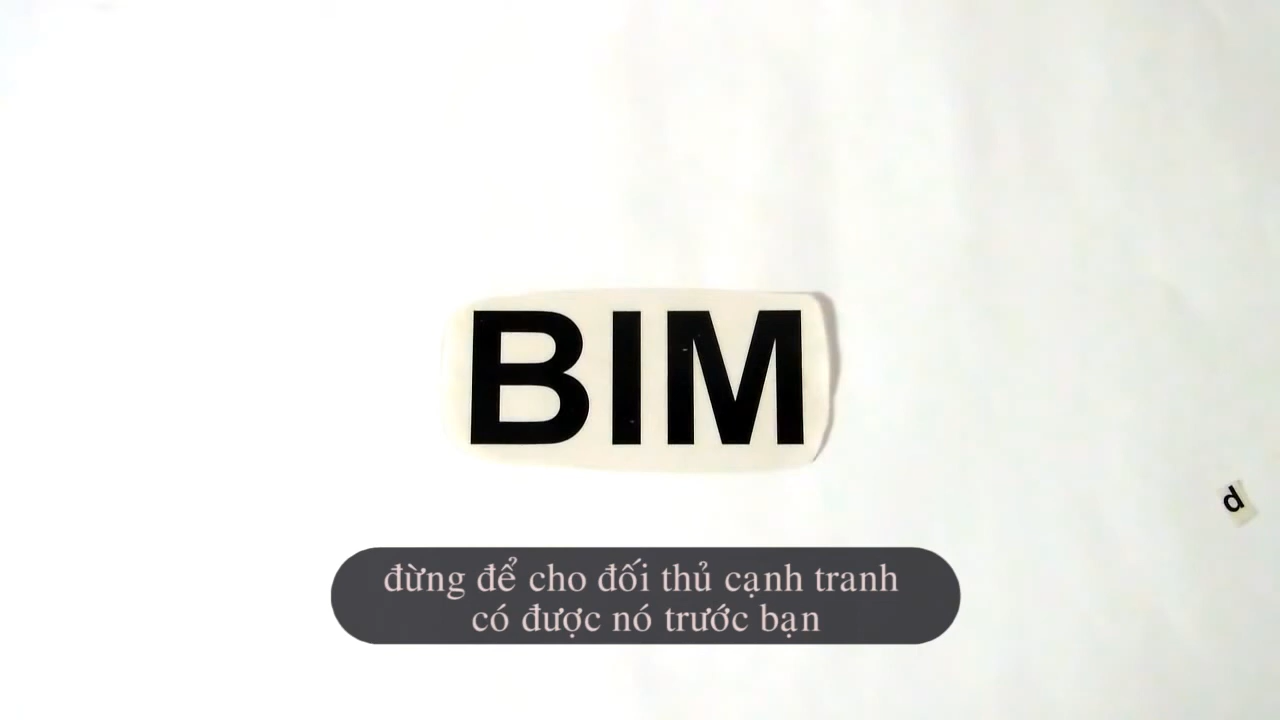 BIM
d
đừng để cho đối thủ cạnh tranh
có được nó trước bạn